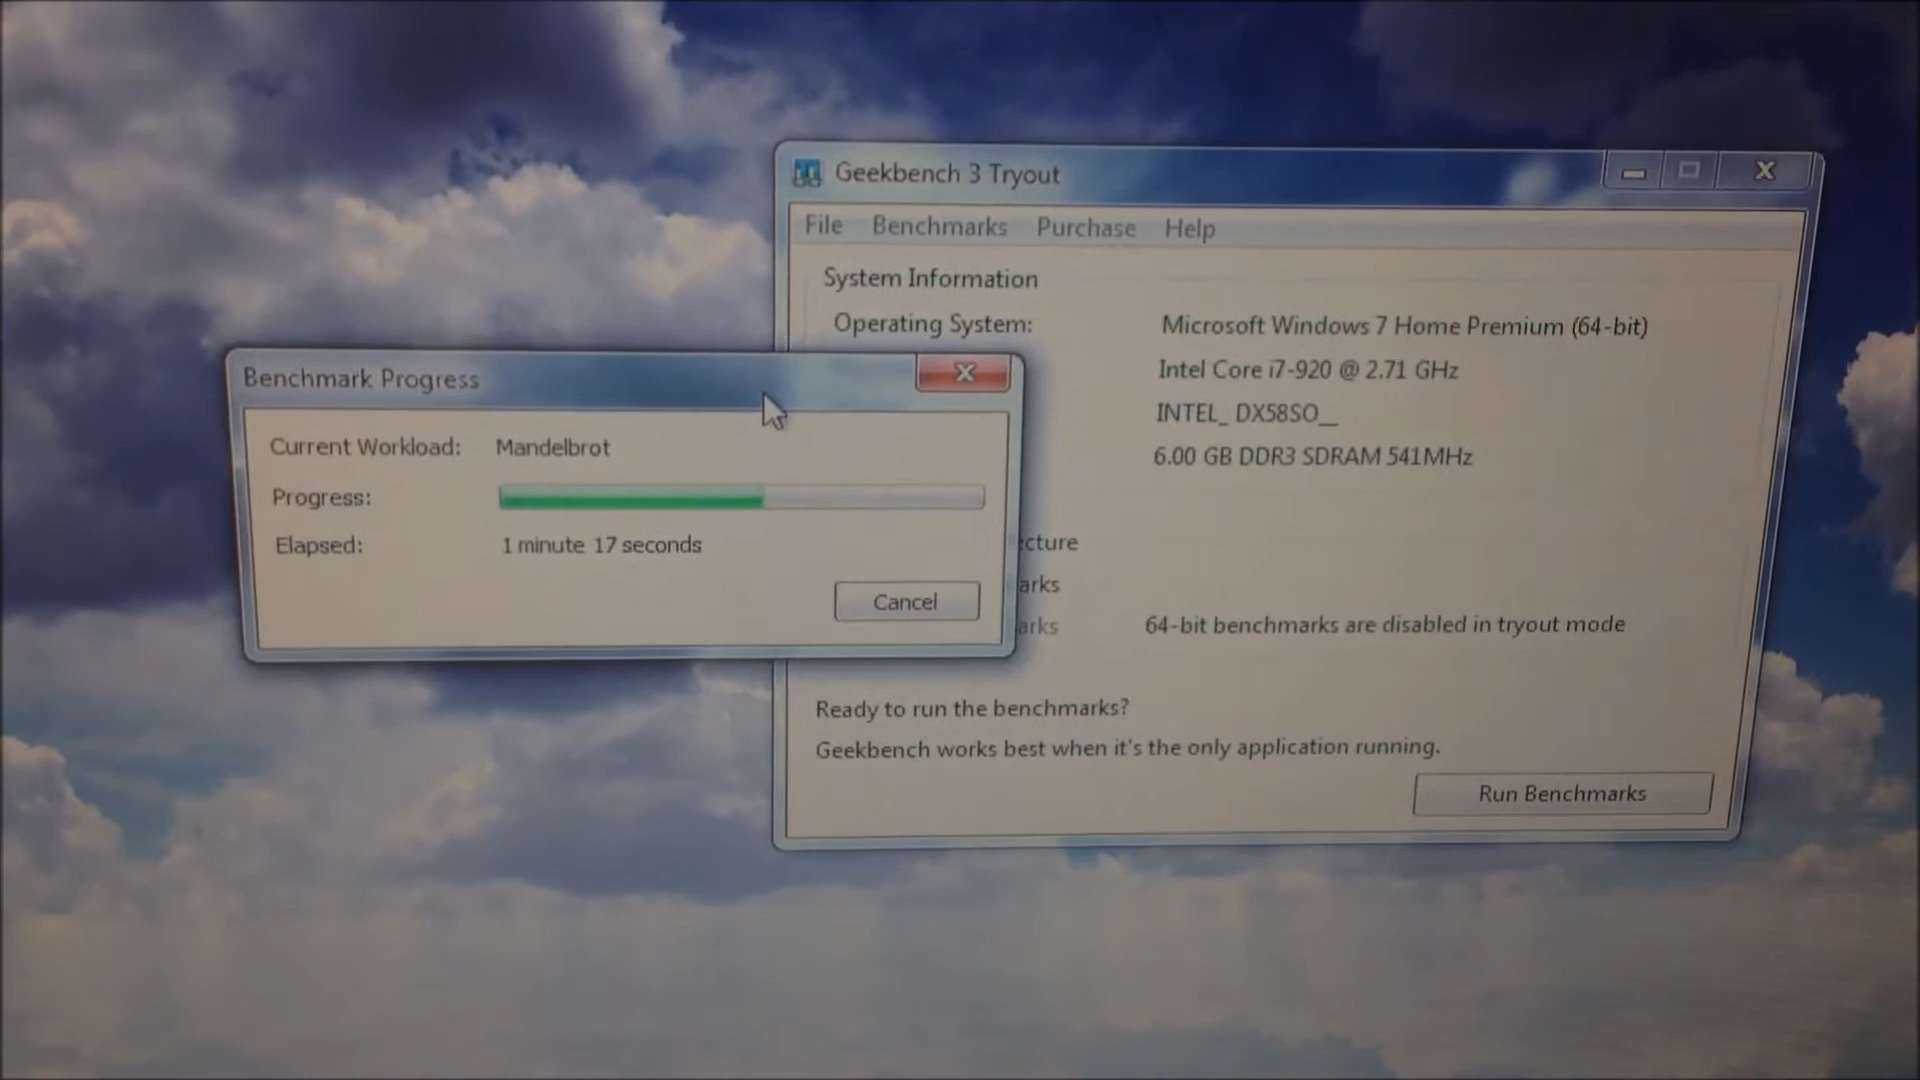 Geekbench 3 Tryout
File Benchmarks Purchase Help
System Information
Operating System: Microsoft Windows 7 Home Premium (64-bit)
Intel Core i7-920 @ 2.71 GHz
INTEL_ DX58SO__
6.00 GB DDR3 SDRAM 541MHz
Benchmark Progress
Current Workload: Mandelbrot
Progress:
Elapsed: 1 minute 17 seconds
Cancel
cture
arks
arks 64-bit benchmarks are disabled in tryout mode
Ready to run the benchmarks?
Geekbench works best when it's the only application running.
Run Benchmarks